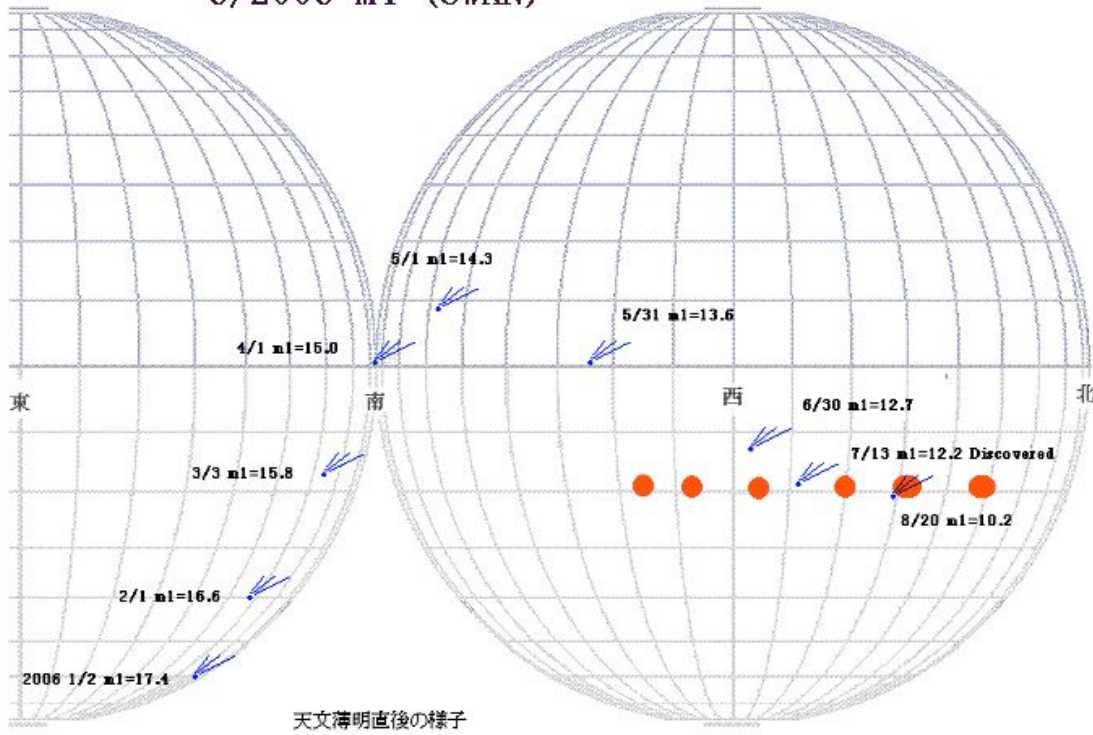 5/1 m1=14.3
5/31 m1=13.6
4/1 m1=15.0
東
南
西
北
6/30 m1=12.7
7/13 m1=12.2 Discovered
3/3 m1=15.8
8/20 m1=10.2
2/1 m1=16.6
2006 1/2 m1=17.4
天文薄明直後の様子